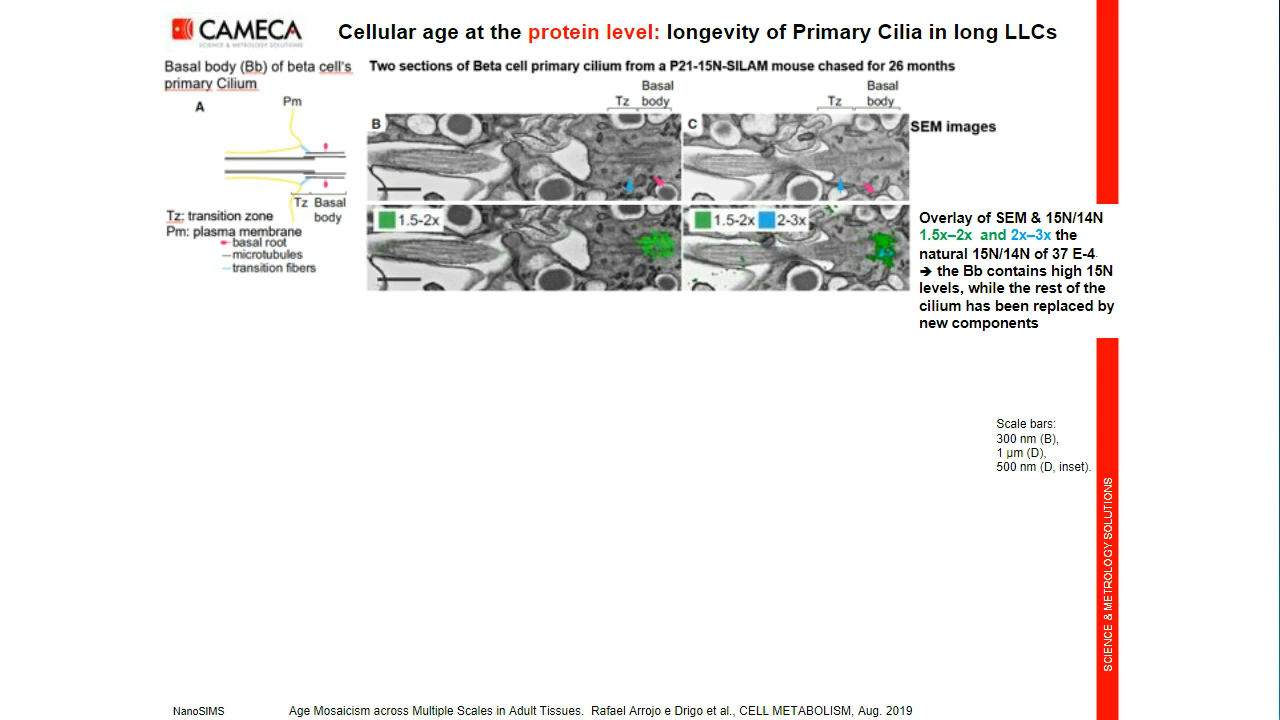 CAMECA
SCIENCE & METROLOGY SOLUTIONS
Cellular age at the protein level: longevity of Primary Cilia in long LLCs
Basal body (Bb) of beta cell's
primary Cilium
Two sections of Beta cell primary cilium from a P21-15N-SILAM mouse chased for 26 months
A
Pm
Tz Basal
body
Tz: transition zone
Pm: plasma membrane
basal root
microtubules
transition fibers
Basal
Tz body
B
Basal
Tz body
C
SEM images
1.5-2x
1.5-2x 2-3x
Overlay of SEM & 15N/14N
1.5x–2x and 2x–3x the
natural 15N/14N of 37 E-4
➔ the Bb contains high 15N
levels, while the rest of the
cilium has been replaced by
new components
Scale bars:
300 nm (B),
1 µm (D),
500 nm (D, inset).
SCIENCE & METROLOGY SOLUTIONS
NanoSIMS
Age Mosaicism across Multiple Scales in Adult Tissues. Rafael Arrojo e Drigo et al., CELL METABOLISM, Aug. 2019